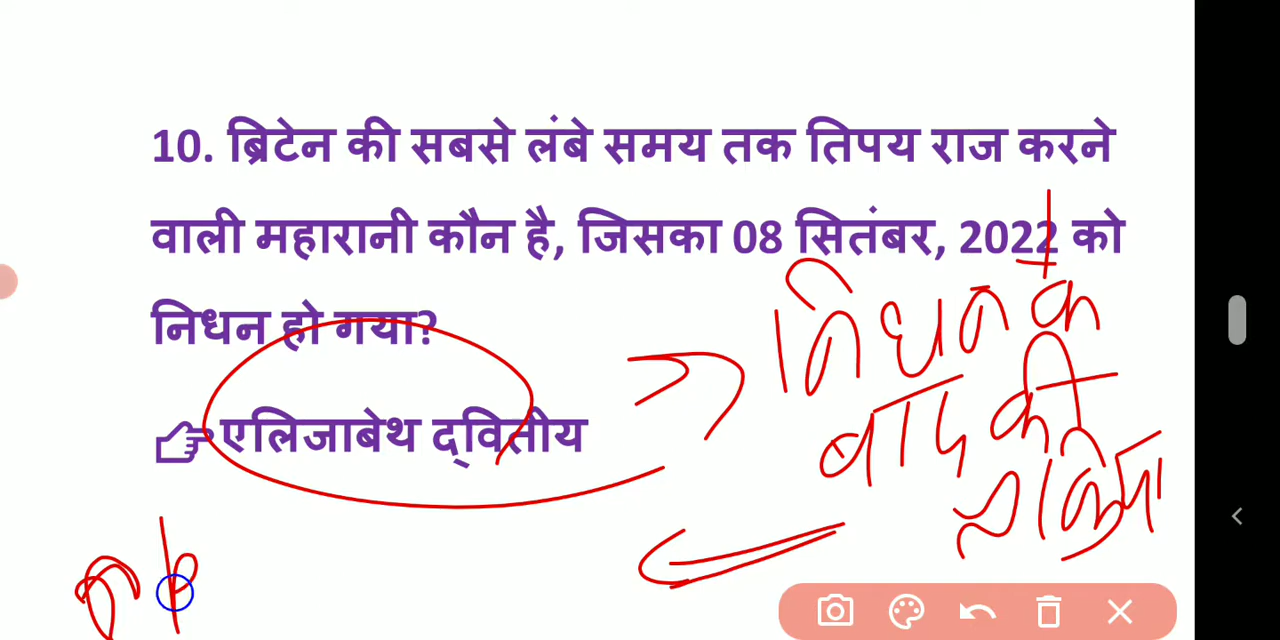 10. ब्रिटेन की सबसे लंबे समय तक तिपय राज करने
वाली महारानी कौन है, जिसका 08 सितंबर, 2022 को
निधन हो गया?
एलिजाबेथ द्वितीय
निधन के
बाद की